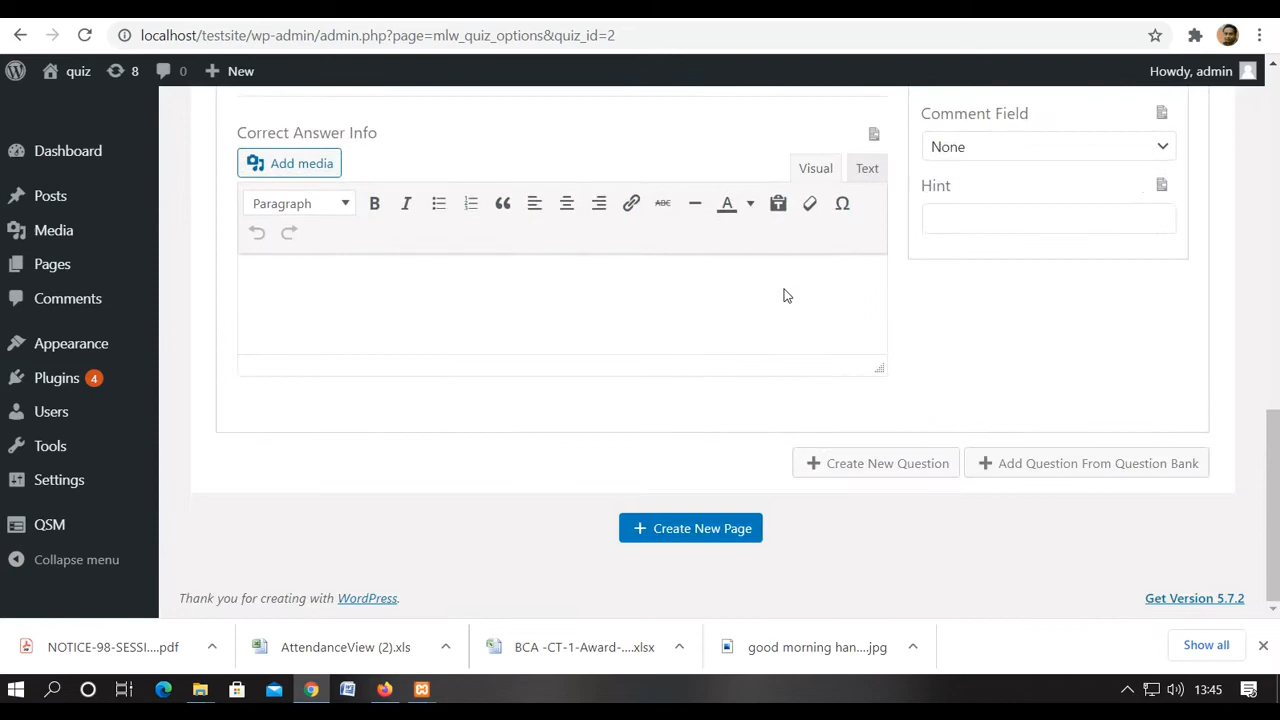 localhost/testsite/wp-admin/admin.php?page=mlw_quiz_options&quiz_id=2
quiz 8 0 New Howdy, admin
Dashboard
Posts
Media
Pages
Comments
Appearance
Plugins 4
Users
Tools
Settings
QSM
Collapse menu
Correct Answer Info
Add media
Visual Text
Paragraph B I ABC A T Ω
Comment Field
None
Hint
Create New Question Add Question From Question Bank
Create New Page
Thank you for creating with WordPress. Get Version 5.7.2
NOTICE-98-SESSI....pdf AttendanceView (2).xls BCA -CT-1-Award-....xlsx good morning han....jpg Show all
13:45